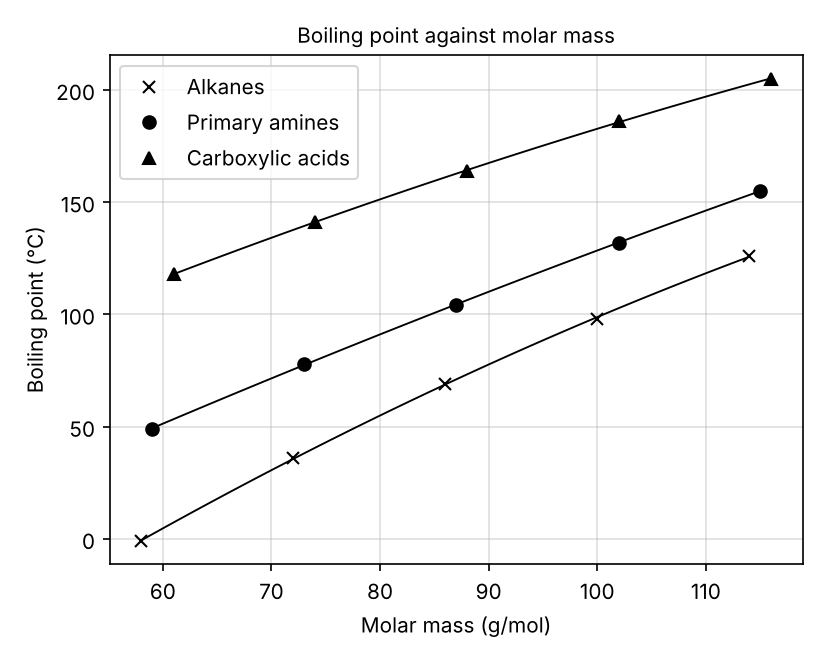 Boiling point against molar mass
Alkanes
Primary amines
Carboxylic acids
Boiling point (°C)
200
150
100
50
0
60 70 80 90 100 110
Molar mass (g/mol)